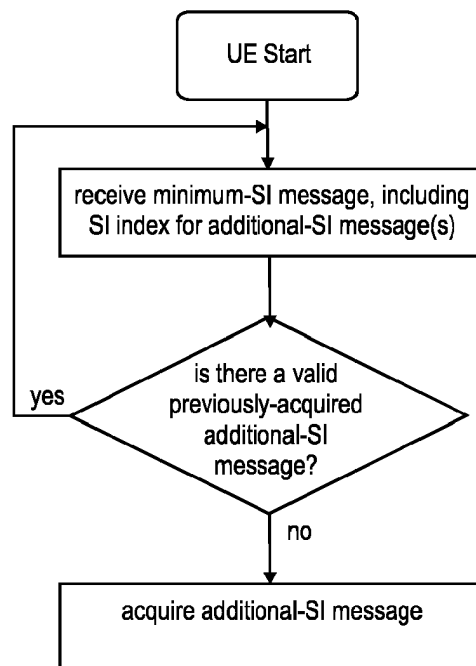 UE Start
receive minimum-SI message, including
SI index for additional-SI message(s)
is there a valid
previously-acquired
additional-SI
message?
yes
no
acquire additional-SI message